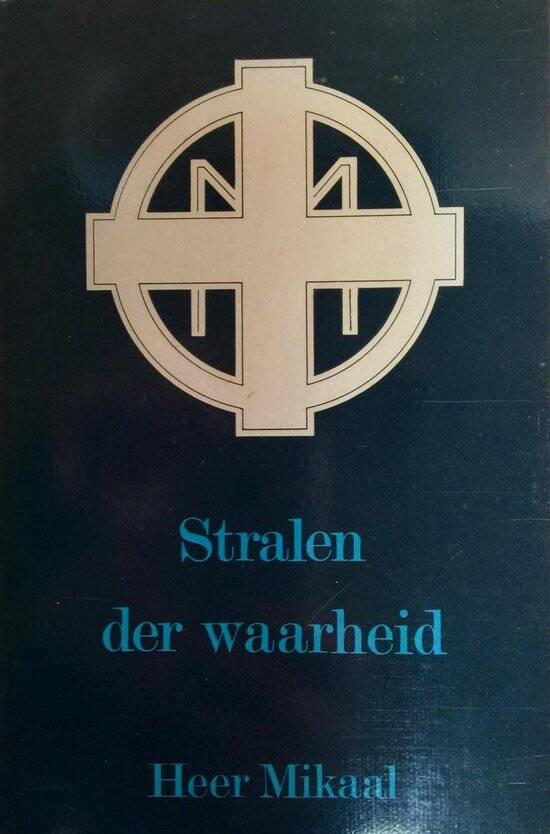 Stralen
der waarheid
Heer Mikaal